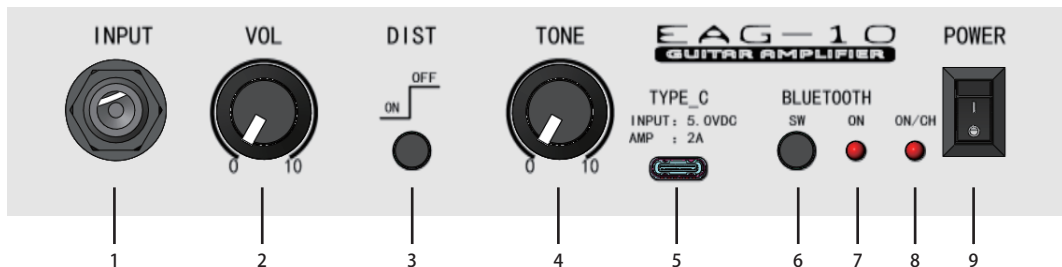 INPUT
VOL
0 10
DIST
OFF
ON
TONE
0 10
EAG-10
GUITAR AMPLIFIER
TYPE_C
INPUT: 5.0VDC
AMP : 2A
BLUETOOTH
SW ON ON/CH
POWER
I
1 2 3 4 5 6 7 8 9